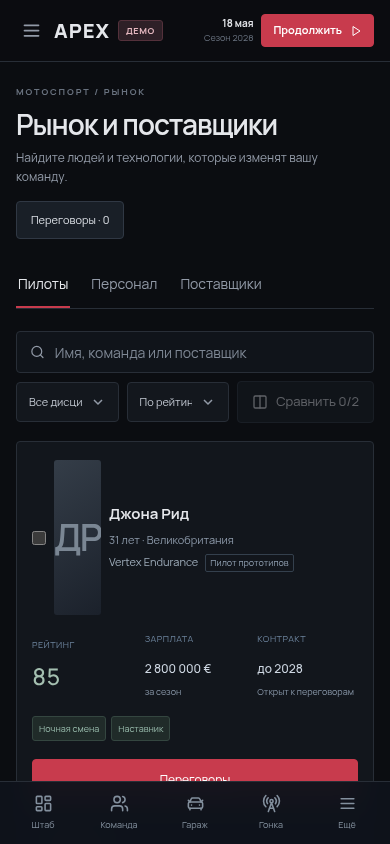 APEX
ДЕМО
18 мая
Сезон 2028
Продолжить
МОТОСПОРТ / РЫНОК
Рынок и поставщики
Найдите людей и технологии, которые изменят вашу
команду.
Переговоры · 0
Пилоты
Персонал
Поставщики
Имя, команда или поставщик
Все дисци
По рейтин
Сравнить 0/2
ДР
Джона Рид
31 лет · Великобритания
Vertex Endurance
Пилот прототипов
РЕЙТИНГ
ЗАРПЛАТА
КОНТРАКТ
85
2 800 000 €
до 2028
за сезон
Открыт к переговорам
Ночная смена
Наставник
Переговоры
Штаб
Команда
Гараж
Гонка
Ещё